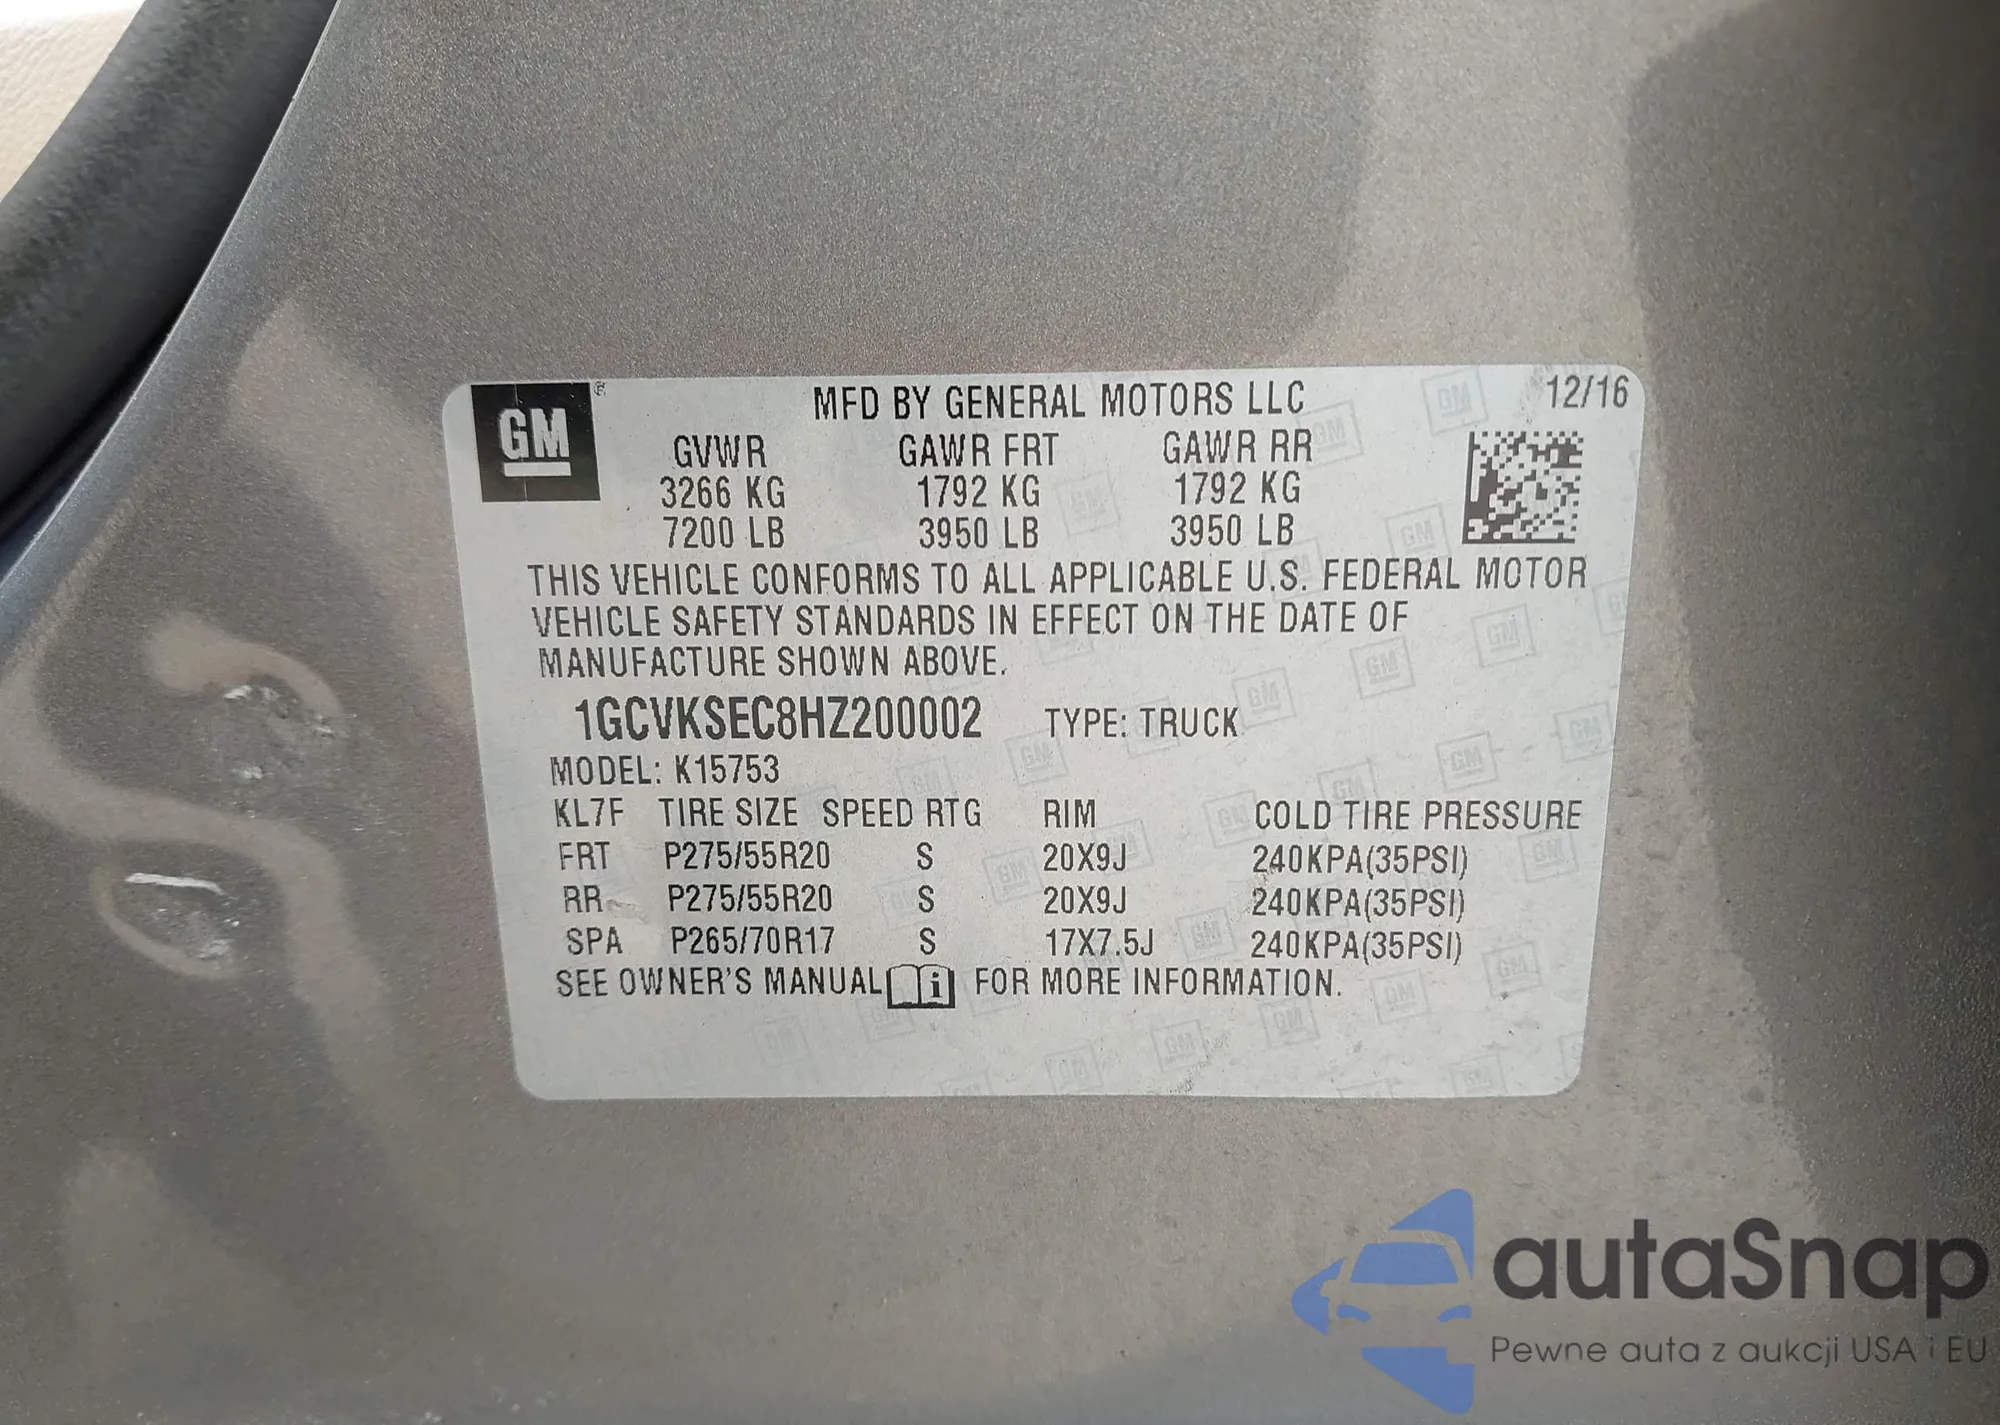 GM ® MFD BY GENERAL MOTORS LLC 12/16
GVWR GAWR FRT GAWR RR
3266 KG 1792 KG 1792 KG
7200 LB 3950 LB 3950 LB
THIS VEHICLE CONFORMS TO ALL APPLICABLE U.S. FEDERAL MOTOR
VEHICLE SAFETY STANDARDS IN EFFECT ON THE DATE OF
MANUFACTURE SHOWN ABOVE.
1GCVKSEC8HZ200002 TYPE: TRUCK
MODEL: K15753
KL7F TIRE SIZE SPEED RTG RIM COLD TIRE PRESSURE
FRT P275/55R20 S 20X9J 240KPA(35PSI)
RR P275/55R20 S 20X9J 240KPA(35PSI)
SPA P265/70R17 S 17X7.5J 240KPA(35PSI)
SEE OWNER'S MANUAL i FOR MORE INFORMATION.
autaSnap
Pewne auta z aukcji USA i EU